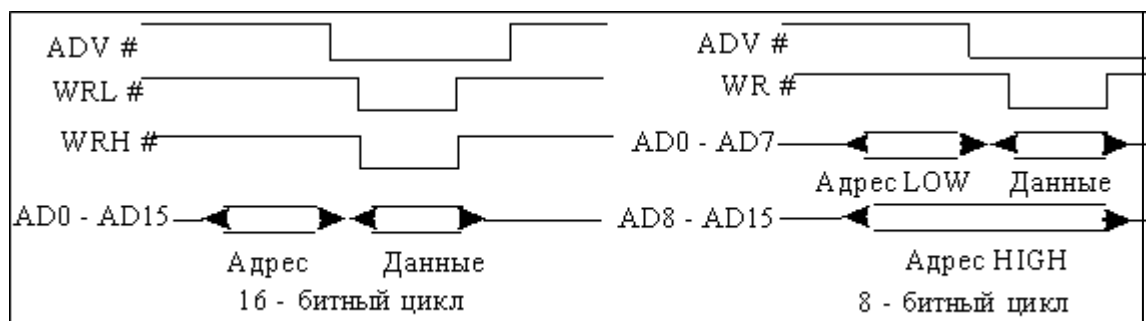 ADV #
WRL #
WRH #
AD0 - AD15
Адрес Данные
16 - битный цикл
ADV #
WR #
AD0 - AD7
Адрес LOW Данные
AD8 - AD15
Адрес HIGH
8 - битный цикл